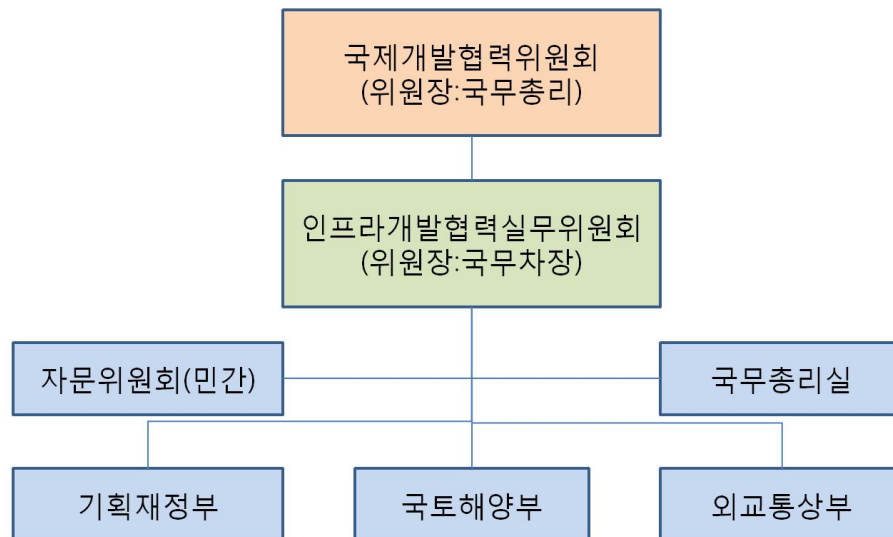 국제개발협력위원회
(위원장:국무총리)
인프라개발협력실무위원회
(위원장:국무차장)
자문위원회(민간)
국무총리실
기획재정부
국토해양부
외교통상부